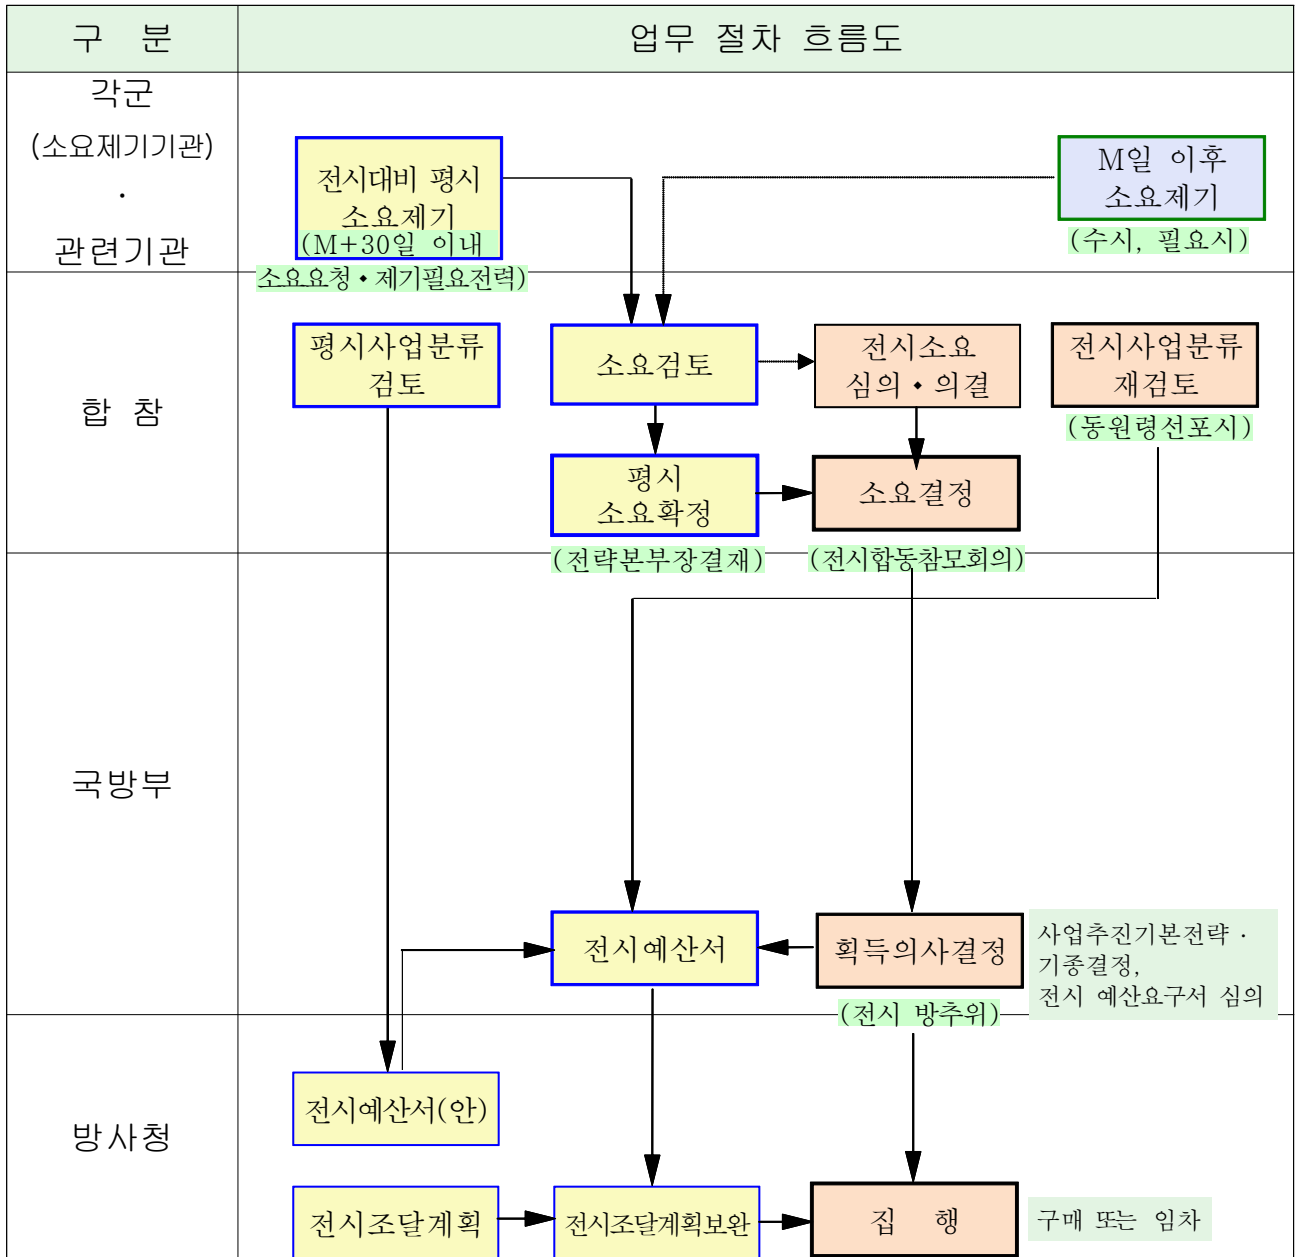 구 분
업무 절차 흐름도
각군
(소요제기기관)
·
관련기관
전시대비 평시
소요제기
(M+30일 이내
소요요청◆제기필요전력)
M일 이후
소요제기
(수시, 필요시)
합 참
평시사업분류
검토
소요검토
전시소요
심의◆의결
전시사업분류
재검토
(동원령선포시)
평시
소요확정
(전략본부장결재)
소요결정
(전시합동참모회의)
국방부
전시예산서
획득의사결정
(전시 방추위)
사업추진기본전략 ·
기종결정,
전시 예산요구서 심의
방사청
전시예산서(안)
전시조달계획
전시조달계획보완
집 행
구매 또는 임차